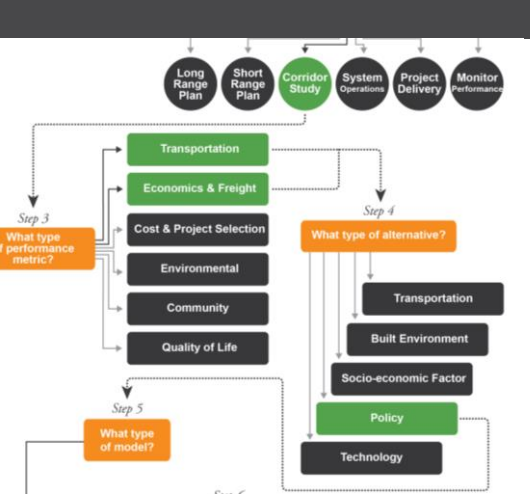 Long
Range
Plan
Short
Range
Plan
Corridor
Study
System
Operations
Project
Delivery
Monitor
Performance
Transportation
Economics & Freight
Step 3
What type
f performance
metric?
Cost & Project Selection
Environmental
Community
Quality of Life
Step 4
What type of alternative?
Transportation
Built Environment
Socio-economic Factor
Policy
Technology
Step 5
What type
of model?